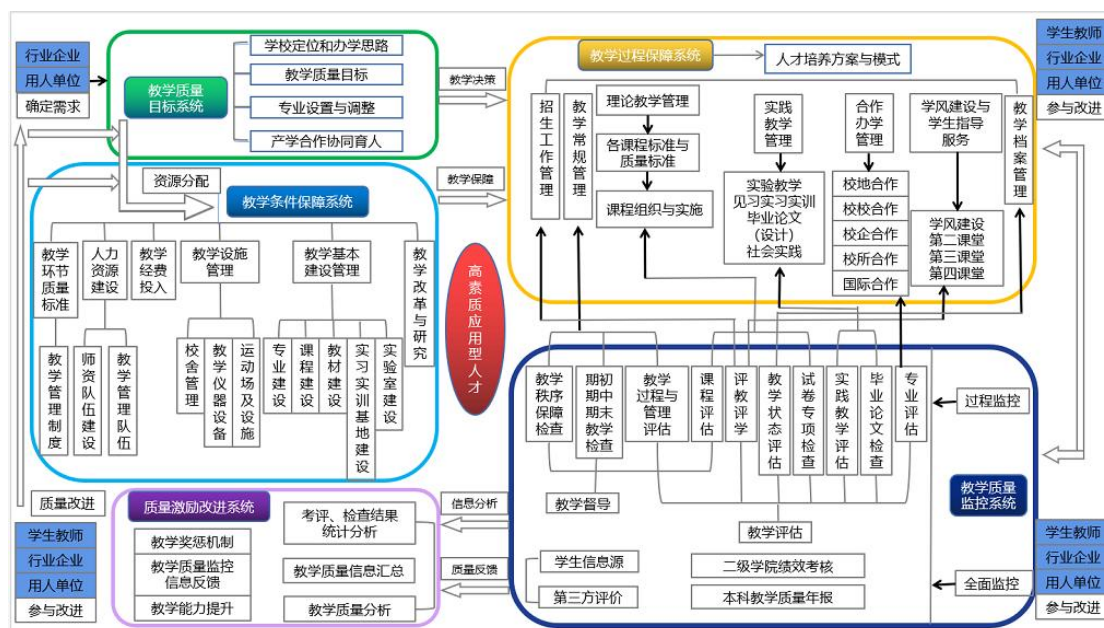 行业企业
用人单位
确定需求
教学质量
目标系统
学校定位和办学思路
教学质量目标
专业设置与调整
产学合作协同育人
教学决策
教学过程保障系统
人才培养方案与模式
学生教师
行业企业
用人单位
参与改进
招生工作管理
教学常规管理
理论教学管理
各课程标准与
质量标准
课程组织与实施
实践
教学
管理
实验教学
见习实习实训
毕业论文
(设计)
社会实践
合作
办学
管理
校地合作
校校合作
校企合作
校所合作
国际合作
学风建设与
学生指导
服务
学风建设
第二课堂
第三课堂
第四课堂
教学档案管理
资源分配
教学条件保障系统
教学保障
教学
环节
质量
标准
人力
资源
建设
教学
经费
投入
教学设施
管理
教学基本
建设管理
教学改革与研究
教学管理制度
师资队伍建设
教学管理队伍
校舍管理
教学仪器设备
运动场及设施
专业建设
课程建设
教材建设
实习实训基地建设
实验室建设
高素质应用型人才
教学
秩序
保障
检查
期初
期中
期末
教学
检查
教学
过程与
管理
评估
课程评估
评教评学
教学状态评估
试卷专项检查
实践教学评估
毕业论文检查
专业评估
过程监控
教学质量
监控系统
教学督导
教学评估
学生信息源
第三方评价
二级学院绩效考核
本科教学质量年报
全面监控
学生教师
行业企业
用人单位
参与改进
信息分析
质量反馈
质量改进
学生教师
行业企业
用人单位
参与改进
质量激励改进系统
教学奖惩机制
教学质量监控
信息反馈
教学能力提升
考评、检查结果
统计分析
教学质量信息汇总
教学质量分析